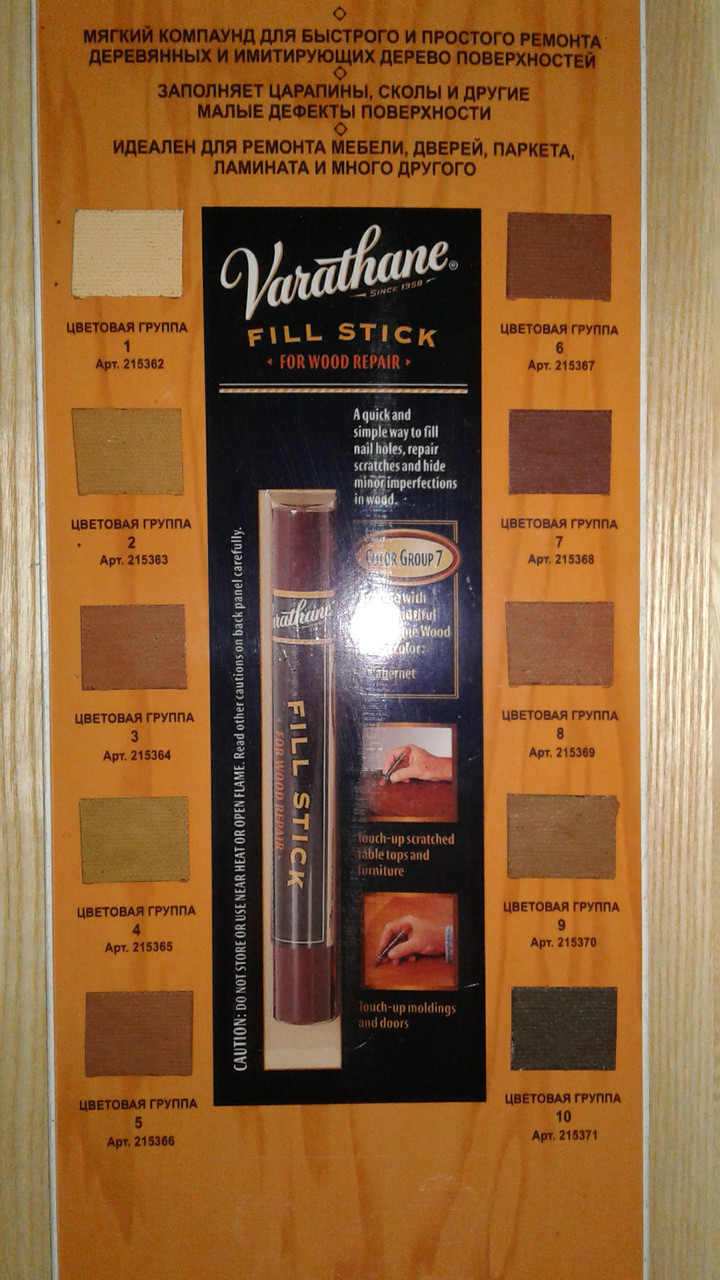 МЯГКИЙ КОМПАУНД ДЛЯ БЫСТРОГО И ПРОСТОГО РЕМОНТА
ДЕРЕВЯННЫХ И ИМИТИРУЮЩИХ ДЕРЕВО ПОВЕРХНОСТЕЙ
ЗАПОЛНЯЕТ ЦАРАПИНЫ, СКОЛЫ И ДРУГИЕ
МАЛЫЕ ДЕФЕКТЫ ПОВЕРХНОСТИ
ИДЕАЛЕН ДЛЯ РЕМОНТА МЕБЕЛИ, ДВЕРЕЙ, ПАРКЕТА,
ЛАМИНАТА И МНОГО ДРУГОГО
ЦВЕТОВАЯ ГРУППА
1
Арт. 215362
ЦВЕТОВАЯ ГРУППА
2
Арт. 215363
ЦВЕТОВАЯ ГРУППА
3
Арт. 215364
ЦВЕТОВАЯ ГРУППА
4
Арт. 215365
ЦВЕТОВАЯ ГРУППА
5
Арт. 215366
Varathane®
SINCE 1958
FILL STICK
FOR WOOD REPAIR
A quick and
simple way to fill
nail holes, repair
scratches and hide
minor imperfections
in wood.
COLOR GROUP 7
with
Wood
CAUTION: DO NOT STORE OR USE NEAR HEAT OR OPEN FLAME. Read other cautions on back panel carefully.
FILL STICK
FOR WOOD REPAIR
Touch-up scratched
table tops and
furniture
Touch-up moldings
and doors
ЦВЕТОВАЯ ГРУППА
6
Арт. 215367
ЦВЕТОВАЯ ГРУППА
7
Арт. 215368
ЦВЕТОВАЯ ГРУППА
8
Арт. 215369
ЦВЕТОВАЯ ГРУППА
9
Арт. 215370
ЦВЕТОВАЯ ГРУППА
10
Арт. 215371